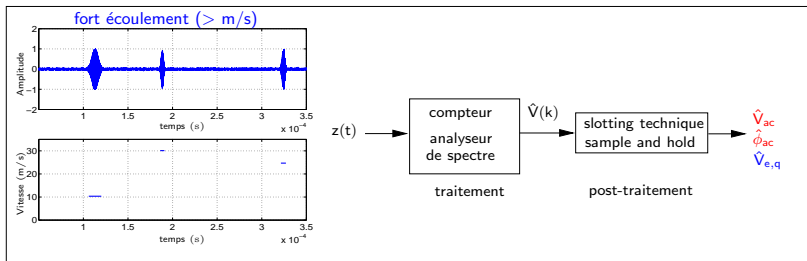 fort écoulement (> m/s)
2
1
0
−1
−2
Amplitude
1
1.5
2
2.5
3
3.5
temps (s)
x 10⁻⁴
30
20
10
0
Vitesse (m/s)
1
1.5
2
2.5
3
3.5
temps (s)
x 10⁻⁴
z(t)
compteur
analyseur
de spectre
traitement
V̂(k)
slotting technique
sample and hold
post-traitement
V̂ac
ϕ̂ac
V̂e,q